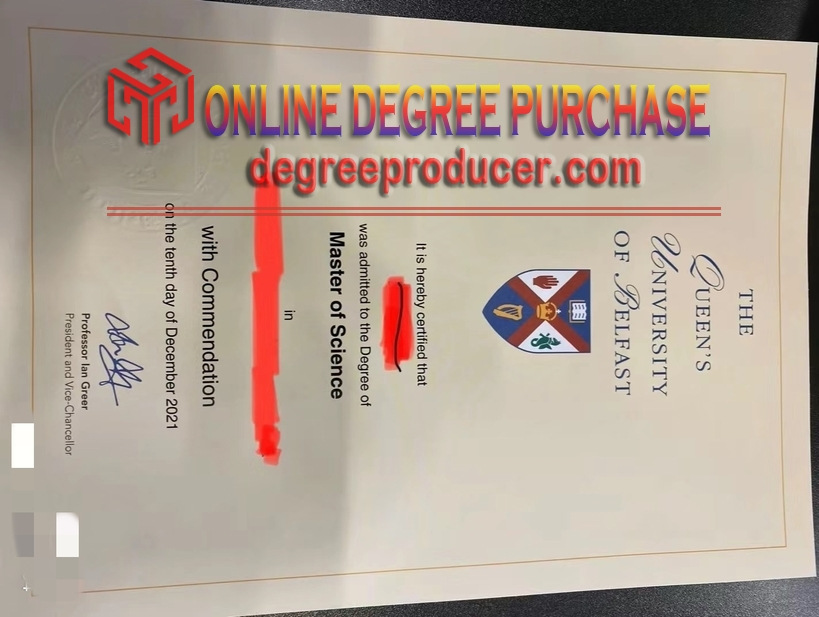 ONLINE DEGREE PURCHASE
degreeproducer.com
THE
QUEEN'S
UNIVERSITY
OF BELFAST
It is hereby certified that
was admitted to the Degree of
Master of Science
in
with Commendation
on the tenth day of December 2021
Professor Ian Greer
President and Vice-Chancellor